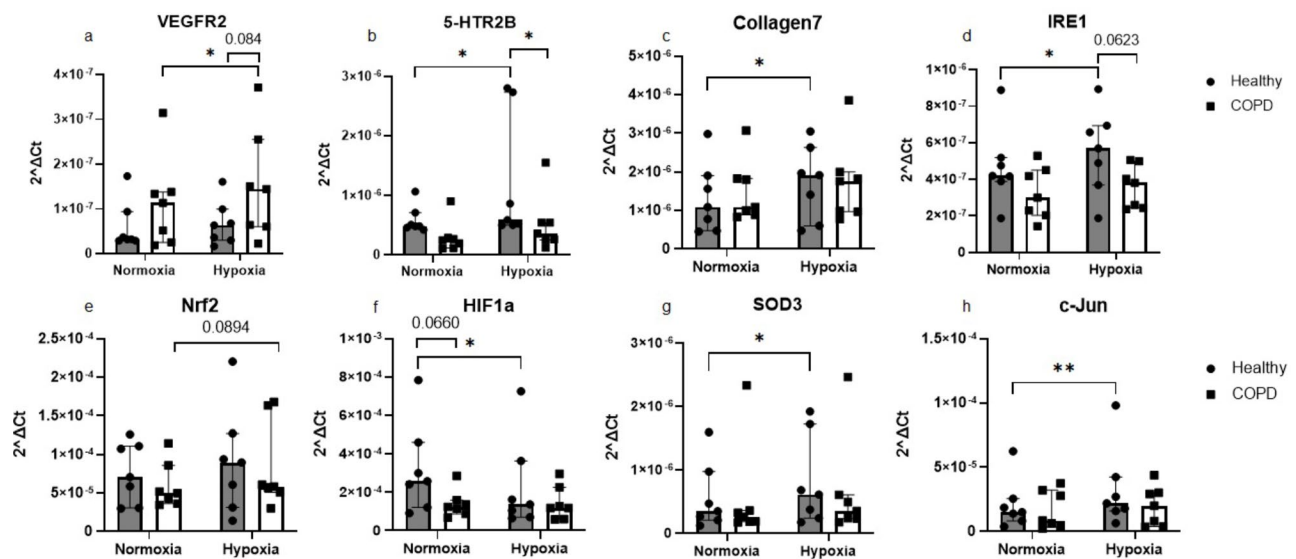 VEGFR2
a
0.084
*
4×10⁻⁷
3×10⁻⁷
2×10⁻⁷
1×10⁻⁷
0
2^ΔCt
Normoxia
Hypoxia
5-HTR2B
b
*
*
3×10⁻⁶
2×10⁻⁶
1×10⁻⁶
0
2^ΔCt
Normoxia
Hypoxia
Collagen7
c
*
5×10⁻⁶
4×10⁻⁶
3×10⁻⁶
2×10⁻⁶
1×10⁻⁶
0
2^ΔCt
Normoxia
Hypoxia
IRE1
d
0.0623
*
1×10⁻⁶
8×10⁻⁷
6×10⁻⁷
4×10⁻⁷
2×10⁻⁷
0
2^ΔCt
Normoxia
Hypoxia
Healthy
COPD
Nrf2
e
0.0894
2.5×10⁻⁴
2×10⁻⁴
1.5×10⁻⁴
1×10⁻⁴
5×10⁻⁵
0
2^ΔCt
Normoxia
Hypoxia
HIF1a
f
0.0660
*
1×10⁻³
8×10⁻⁴
6×10⁻⁴
4×10⁻⁴
2×10⁻⁴
0
2^ΔCt
Normoxia
Hypoxia
SOD3
g
*
3×10⁻⁶
2×10⁻⁶
1×10⁻⁶
0
2^ΔCt
Normoxia
Hypoxia
c-Jun
h
**
1.5×10⁻⁴
1×10⁻⁴
5×10⁻⁵
0
2^ΔCt
Normoxia
Hypoxia
Healthy
COPD